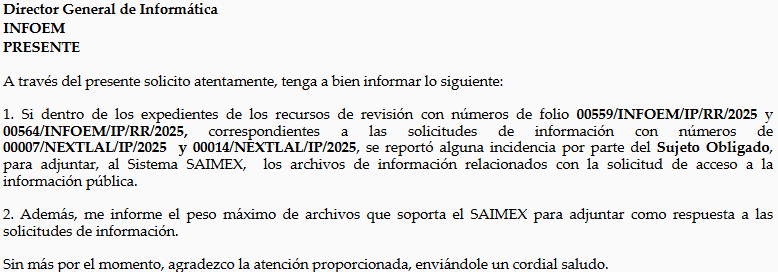 Director General de Informática
INFOEM
PRESENTE
A través del presente solicito atentamente, tenga a bien informar lo siguiente:
1. Si dentro de los expedientes de los recursos de revisión con números de folio 00559/INFOEM/IP/RR/2025 y
00564/INFOEM/IP/RR/2025, correspondientes a las solicitudes de información con números de
00007/NEXTLAL/IP/2025 y 00014/NEXTLAL/IP/2025, se reportó alguna incidencia por parte del Sujeto Obligado,
para adjuntar, al Sistema SAIMEX, los archivos de información relacionados con la solicitud de acceso a la
información pública.
2. Además, me informe el peso máximo de archivos que soporta el SAIMEX para adjuntar como respuesta a las
solicitudes de información.
Sin más por el momento, agradezco la atención proporcionada, enviándole un cordial saludo.